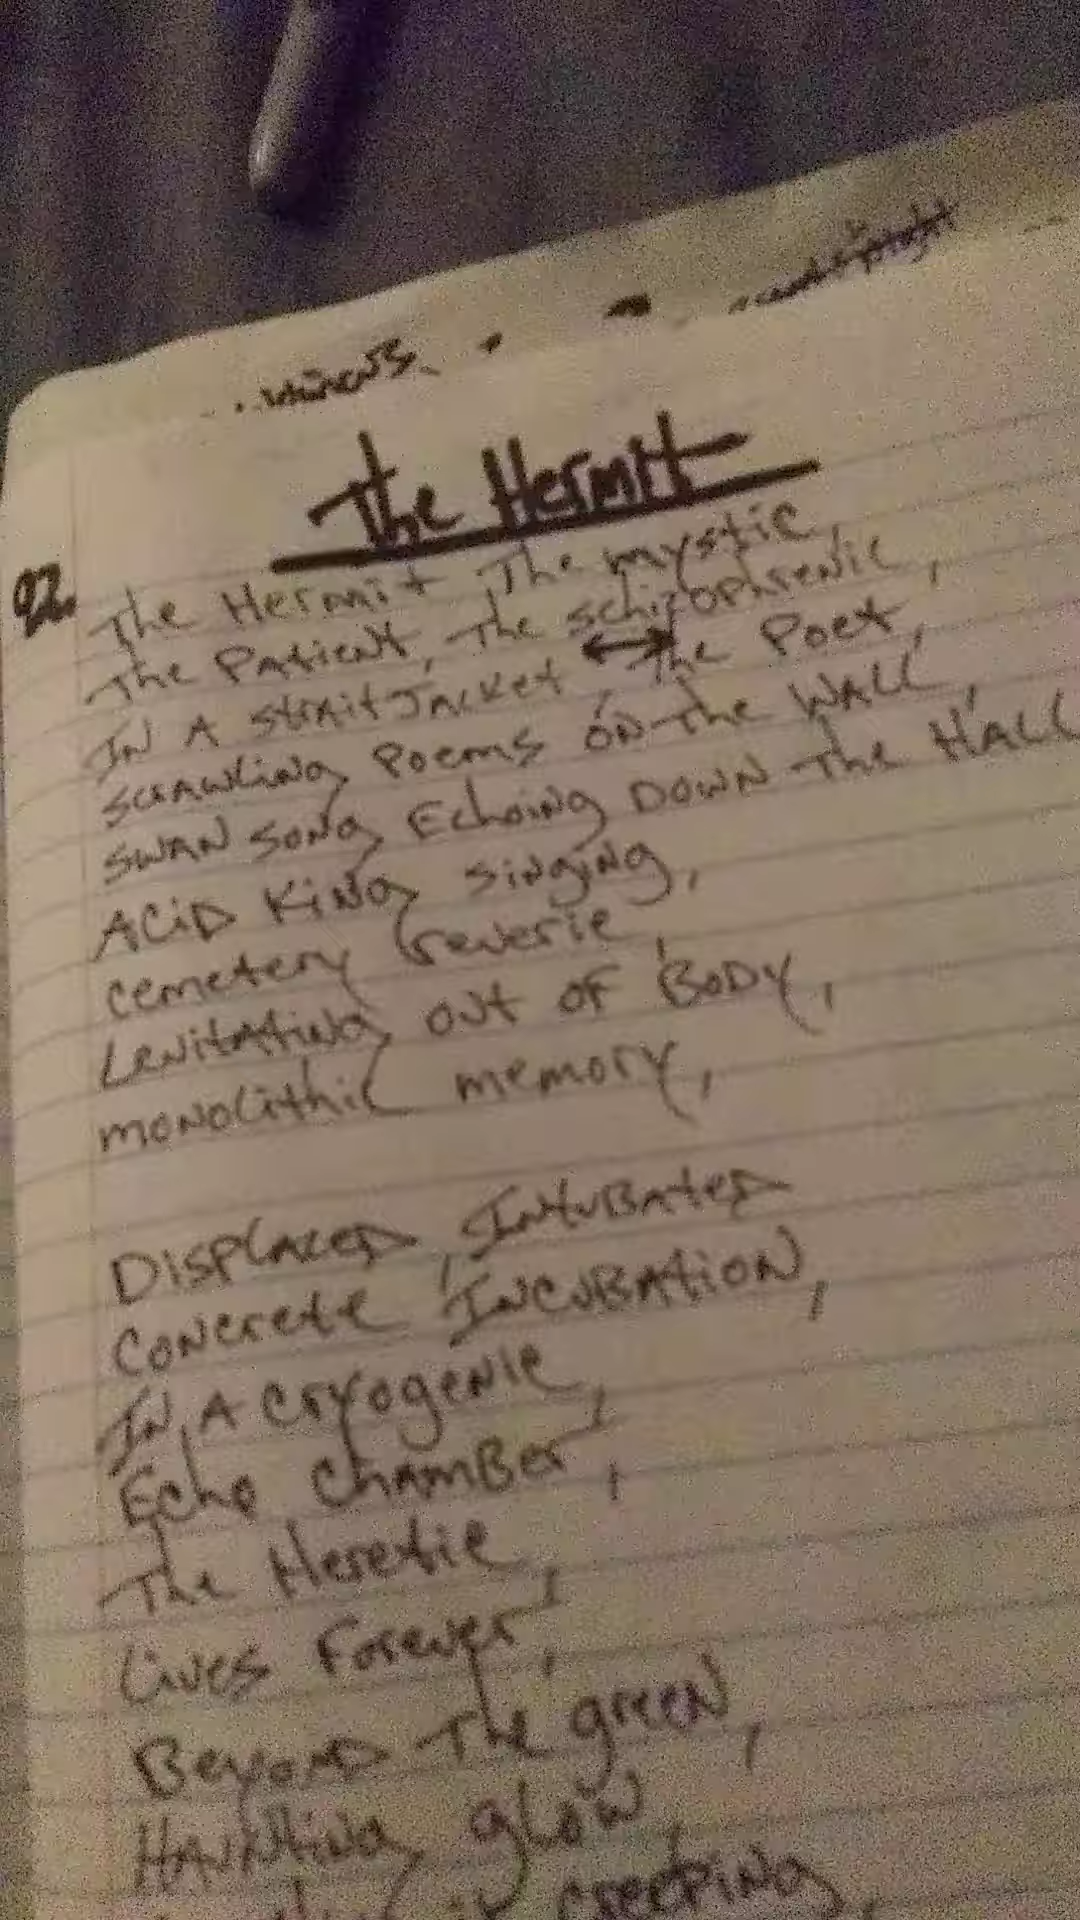 The Hermit
92.
The Hermit, The mystic,
The Patient, The schizophrenic,
IN A straitJacket ↔ The Poet,
scrawling Poems ON The WALL,
SWAN SONG Echoing DOWN The HALL
ACID KING singing,
cemetery reverie,
Levitating out OF BODY,
monolithic memory,
DISPLACED, INtUBAted
CONCrete INCUBAtION,
IN A Cryogenic,
Echo CHAMBer,
The Heretic,
Lives Forever,
BeyonD The greeN,
HAUNting glow,
creePING,